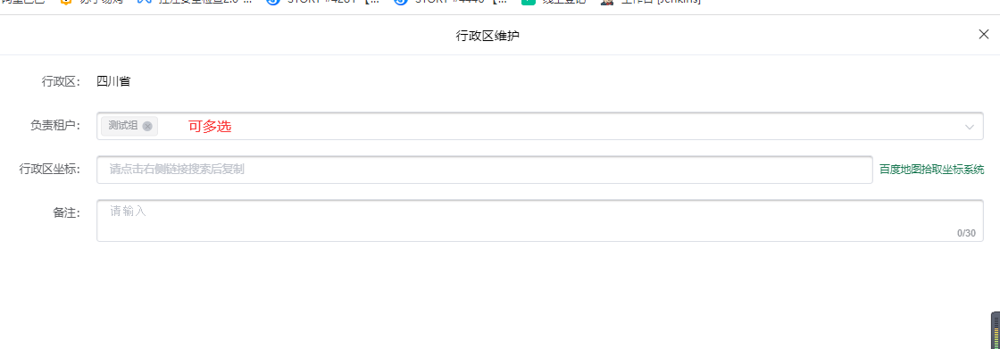 行政区维护
行政区: 四川省
负责租户: 测试组 可多选
行政区坐标: 请点击右侧链接搜索后复制 百度地图拾取坐标系统
备注: 请输入
0/30